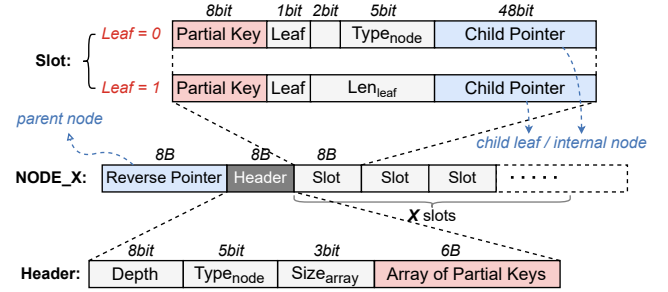 8bit 1bit 2bit 5bit 48bit
Leaf = 0 Partial Key Leaf Type_node Child Pointer
Slot:
Leaf = 1 Partial Key Leaf Len_leaf Child Pointer
parent node
child leaf / internal node
8B 8B 8B
NODE_X: Reverse Pointer Header Slot Slot Slot .....
X slots
8bit 5bit 3bit 6B
Header: Depth Type_node Size_array Array of Partial Keys